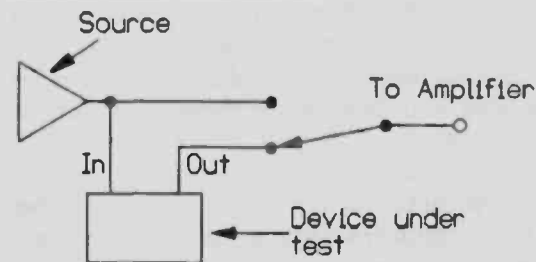 Source
To Amplifier
In
Out
Device under
test